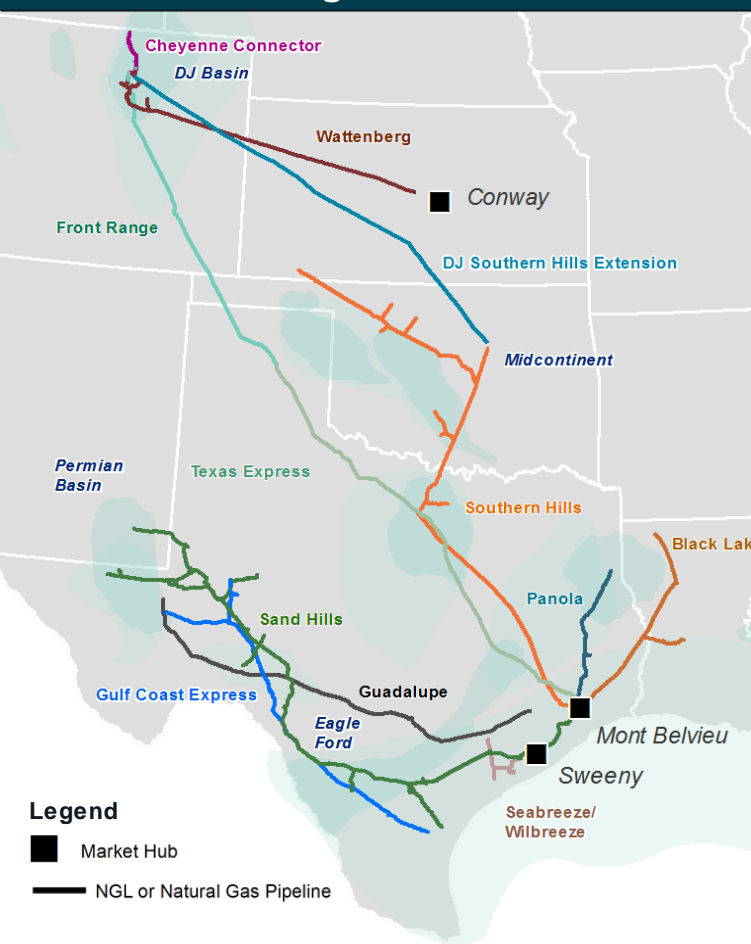 Cheyenne Connector
DJ Basin
Wattenberg
Conway
Front Range
DJ Southern Hills Extension
Midcontinent
Permian
Basin
Texas Express
Southern Hills
Black Lak
Panola
Sand Hills
Gulf Coast Express
Guadalupe
Eagle
Ford
Mont Belvieu
Sweeny
Seabreeze/
Wilbreeze
Legend
Market Hub
NGL or Natural Gas Pipeline